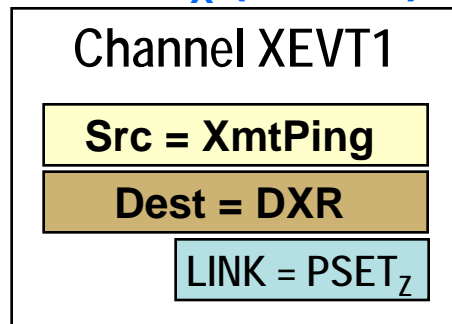 Channel XEVT1
Src = XmtPing
Dest = DXR
LINK = PSETZ